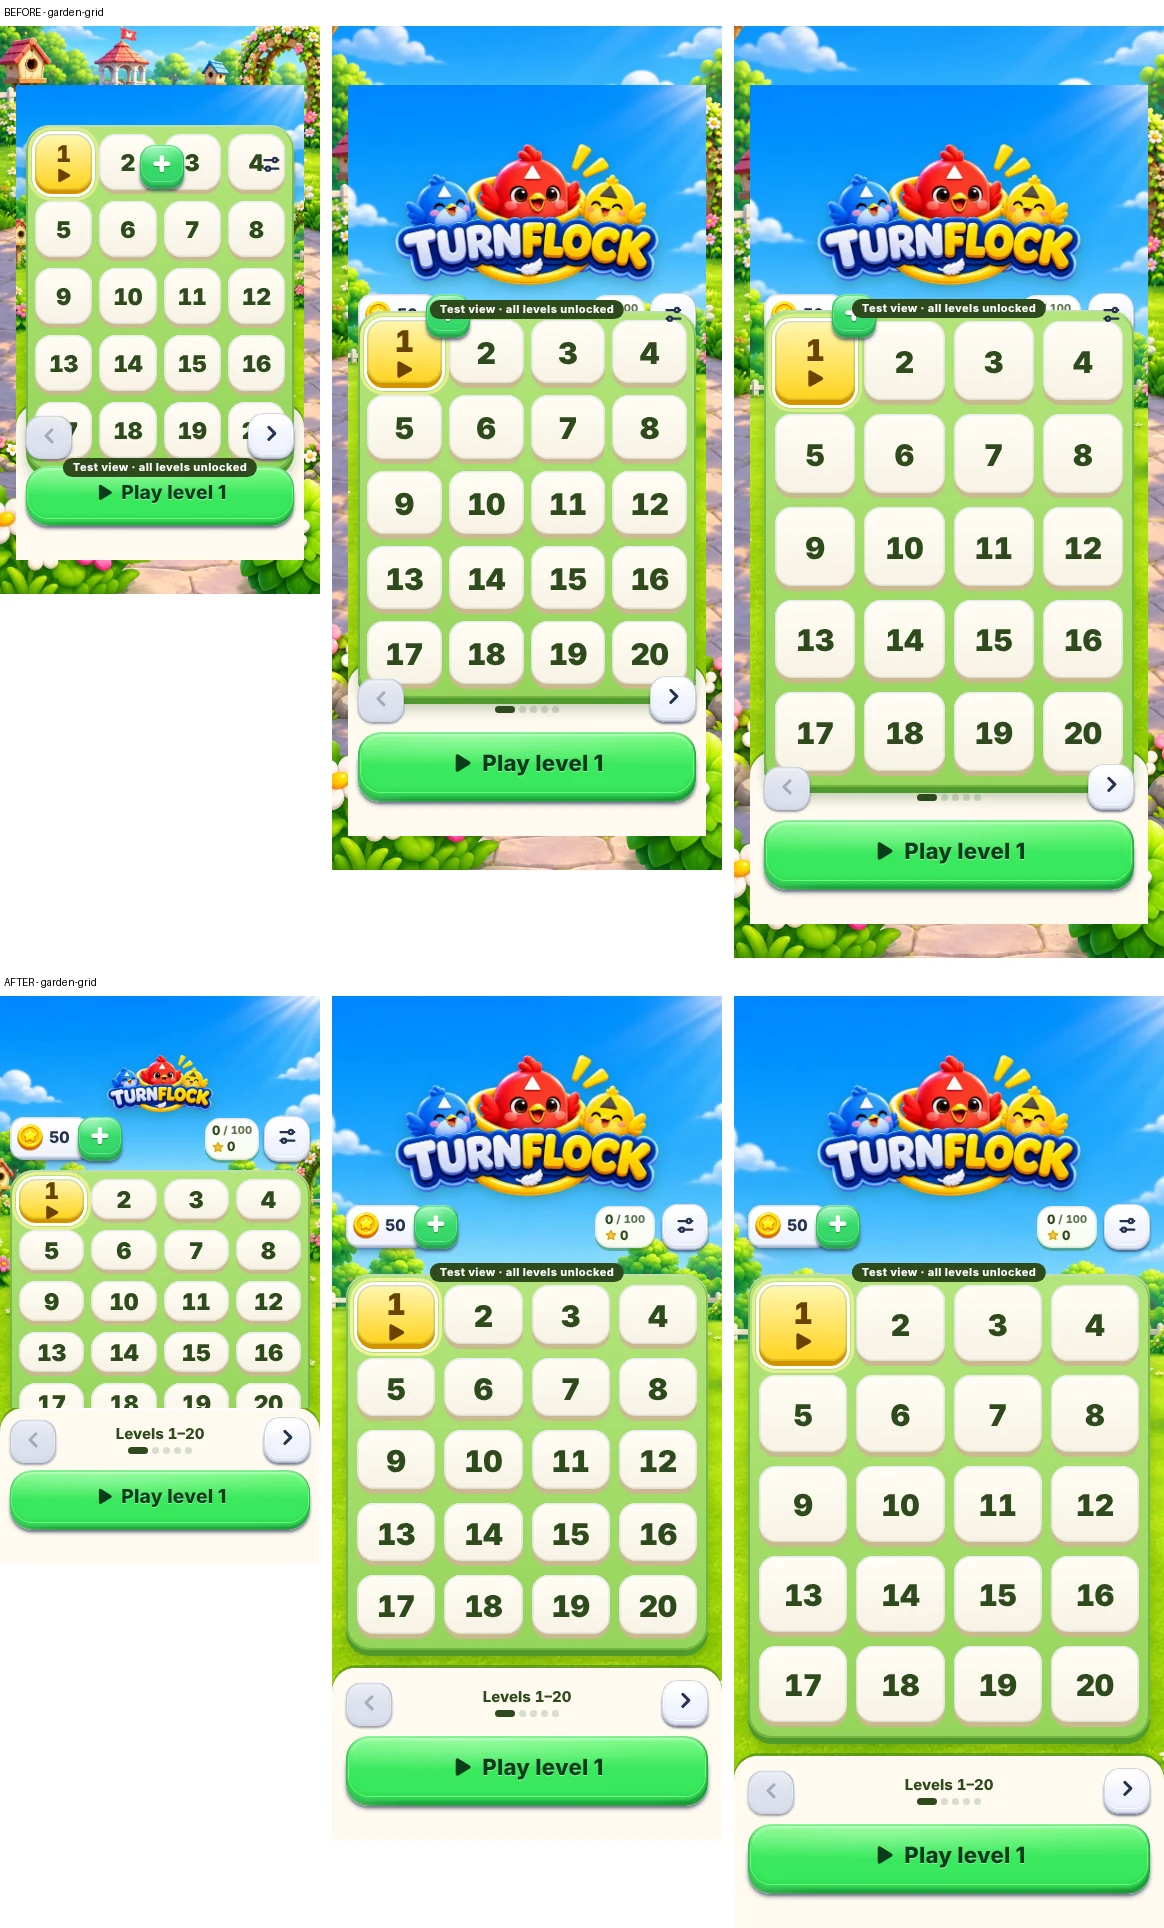 BEFORE - garden-grid
1 2 3 4
5 6 7 8
9 10 11 12
13 14 15 16
18 19
Test view · all levels unlocked
Play level 1
TURNFLOCK
Test view · all levels unlocked
1 2 3 4
5 6 7 8
9 10 11 12
13 14 15 16
17 18 19 20
Play level 1
TURNFLOCK
Test view · all levels unlocked / 100
1 2 3 4
5 6 7 8
9 10 11 12
13 14 15 16
17 18 19 20
Play level 1
AFTER - garden-grid
TURNFLOCK
50 0 / 100
0
1 2 3 4
5 6 7 8
9 10 11 12
13 14 15 16
17 18 19 20
Levels 1–20
Play level 1
TURNFLOCK
50 0 / 100
0
Test view · all levels unlocked
1 2 3 4
5 6 7 8
9 10 11 12
13 14 15 16
17 18 19 20
Levels 1–20
Play level 1
TURNFLOCK
50 0 / 100
0
Test view · all levels unlocked
1 2 3 4
5 6 7 8
9 10 11 12
13 14 15 16
17 18 19 20
Levels 1–20
Play level 1